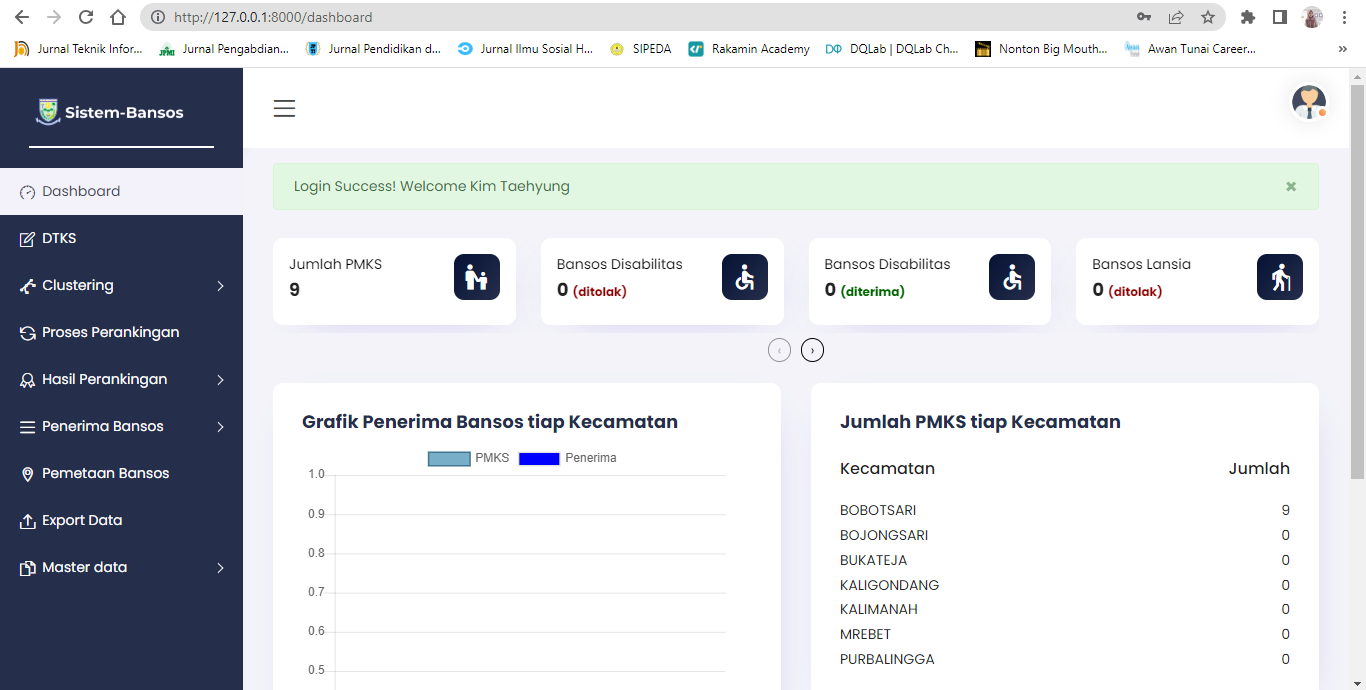 http://127.0.0.1:8000/dashboard
Jurnal Teknik Infor... Jurnal Pengabdian... Jurnal Pendidikan d... Jurnal Ilmu Sosial H... SIPEDA Rakamin Academy DQLab | DQLab Ch... Nonton Big Mouth... Awan Tunai Career... »
Sistem-Bansos
Dashboard
DTKS
Clustering
Proses Perankingan
Hasil Perankingan
Penerima Bansos
Pemetaan Bansos
Export Data
Master data
Login Success! Welcome Kim Taehyung ×
Jumlah PMKS
9
Bansos Disabilitas
0 (ditolak)
Bansos Disabilitas
0 (diterima)
Bansos Lansia
0 (ditolak)
‹ ›
Grafik Penerima Bansos tiap Kecamatan
PMKS Penerima
1.0
0.9
0.8
0.7
0.6
0.5
Jumlah PMKS tiap Kecamatan
Kecamatan Jumlah
BOBOTSARI 9
BOJONGSARI 0
BUKATEJA 0
KALIGONDANG 0
KALIMANAH 0
MREBET 0
PURBALINGGA 0